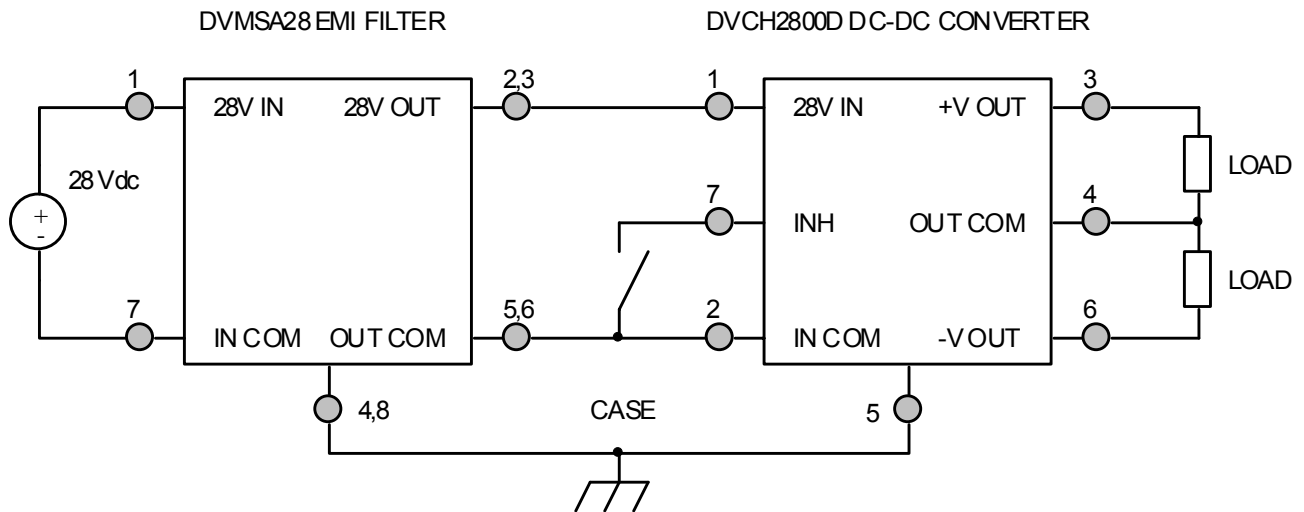 DVMSA28 EMI FILTER
DVCH2800D DC-DC CONVERTER
1
2,3
1
3
28V IN
28V OUT
28V IN
+V OUT
28 Vdc
LOAD
+
-
7
INH
OUT COM
4
LOAD
7
5,6
2
6
IN COM
OUT COM
IN COM
-V OUT
4,8
CASE
5